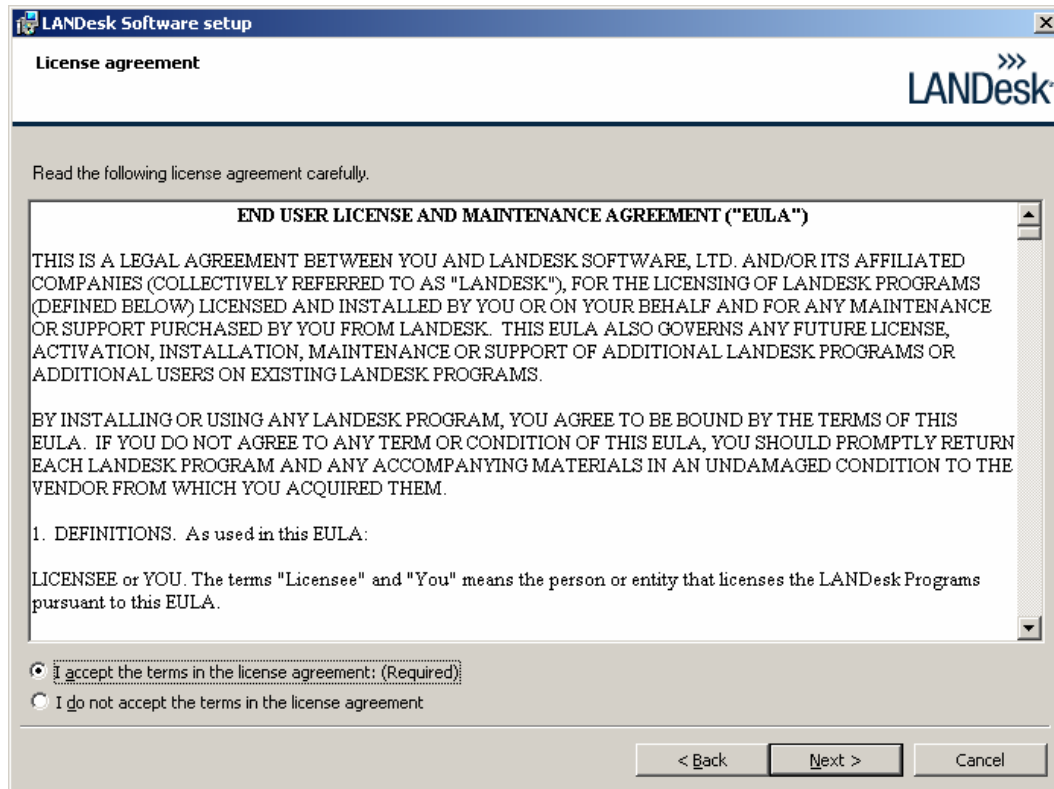 LANDesk Software setup
License agreement
LANDesk
Read the following license agreement carefully.
END USER LICENSE AND MAINTENANCE AGREEMENT ("EULA")
THIS IS A LEGAL AGREEMENT BETWEEN YOU AND LANDESK SOFTWARE, LTD. AND/OR ITS AFFILIATED
COMPANIES (COLLECTIVELY REFERRED TO AS "LANDESK"), FOR THE LICENSING OF LANDESK PROGRAMS
(DEFINED BELOW) LICENSED AND INSTALLED BY YOU OR ON YOUR BEHALF AND FOR ANY MAINTENANCE
OR SUPPORT PURCHASED BY YOU FROM LANDESK.  THIS EULA ALSO GOVERNS ANY FUTURE LICENSE,
ACTIVATION, INSTALLATION, MAINTENANCE OR SUPPORT OF ADDITIONAL LANDESK PROGRAMS OR
ADDITIONAL USERS ON EXISTING LANDESK PROGRAMS.
BY INSTALLING OR USING ANY LANDESK PROGRAM, YOU AGREE TO BE BOUND BY THE TERMS OF THIS
EULA.  IF YOU DO NOT AGREE TO ANY TERM OR CONDITION OF THIS EULA, YOU SHOULD PROMPTLY RETURN
EACH LANDESK PROGRAM AND ANY ACCOMPANYING MATERIALS IN AN UNDAMAGED CONDITION TO THE
VENDOR FROM WHICH YOU ACQUIRED THEM.
1.  DEFINITIONS.  As used in this EULA:
LICENSEE or YOU. The terms "Licensee" and "You" means the person or entity that licenses the LANDesk Programs
pursuant to this EULA.
I accept the terms in the license agreement: (Required)
I do not accept the terms in the license agreement
< Back
Next >
Cancel